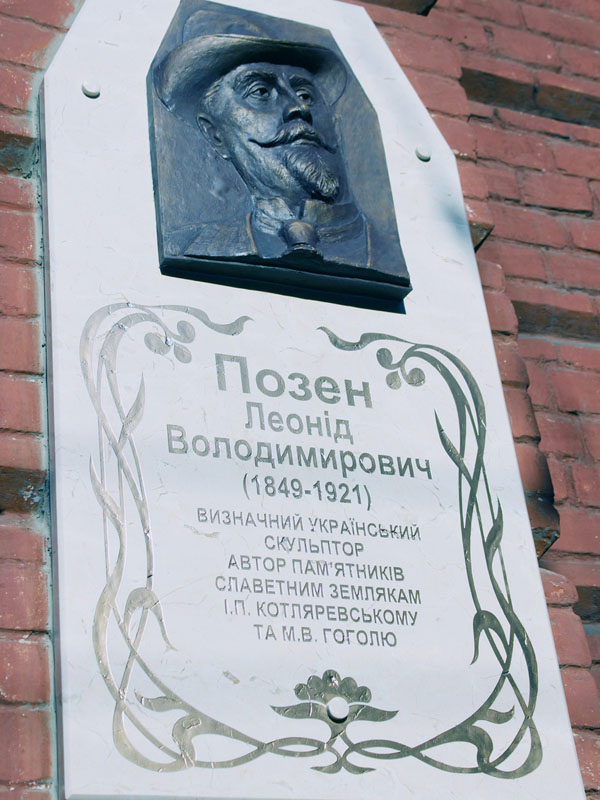 Позен
Леонід
Володимирович
(1849-1921)
ВИЗНАЧНИЙ УКРАЇНСЬКИЙ
СКУЛЬПТОР
АВТОР ПАМ'ЯТНИКІВ
СЛАВЕТНИМ ЗЕМЛЯКАМ
І.П. КОТЛЯРЕВСЬКОМУ
ТА М.В. ГОГОЛЮ